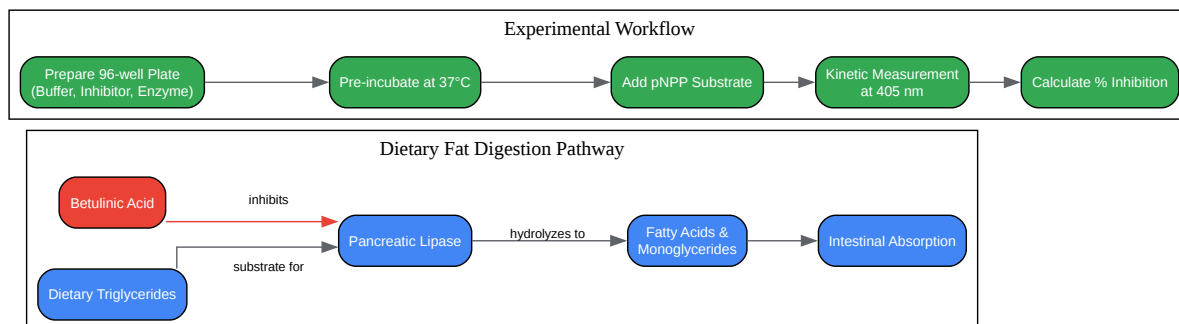 Experimental Workflow
Prepare 96-well Plate
(Buffer, Inhibitor, Enzyme)
Pre-incubate at 37°C
Add pNPP Substrate
Kinetic Measurement
at 405 nm
Calculate % Inhibition
Dietary Fat Digestion Pathway
Betulinic Acid
inhibits
Dietary Triglycerides
substrate for
Pancreatic Lipase
hydrolyzes to
Fatty Acids &
Monoglycerides
Intestinal Absorption